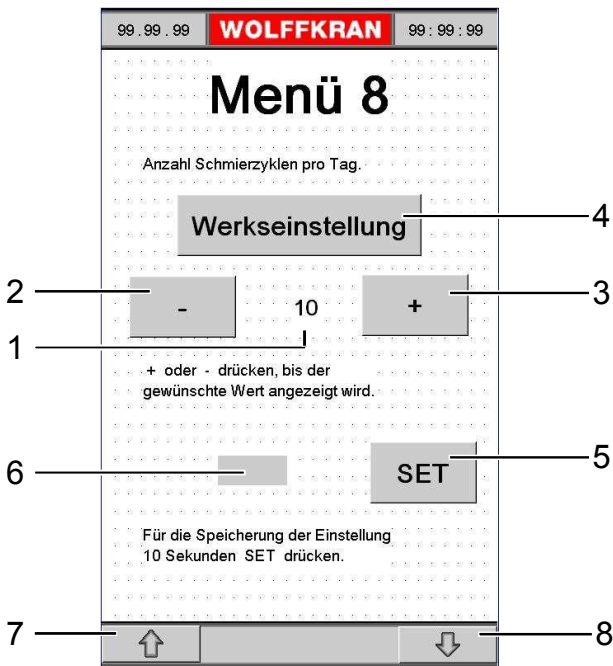 99.99.99 WOLFFKRAN 99:99:99
Menü 8
Anzahl Schmierzyklen pro Tag.
Werkseinstellung 4
2 - 10 + 3
1
+ oder - drücken, bis der
gewünschte Wert angezeigt wird.
6 SET 5
Für die Speicherung der Einstellung
10 Sekunden SET drücken.
7 8